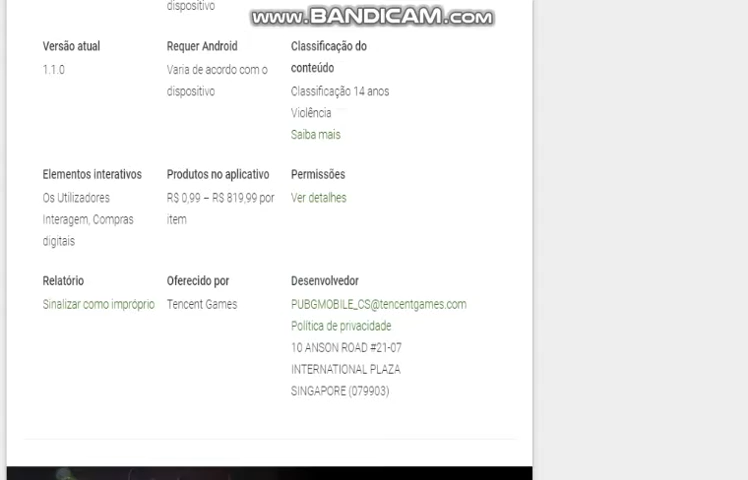 dispositivo
www.BANDICAM.com
Versão atual
1.1.0
Requer Android
Varia de acordo com o
dispositivo
Classificação do
conteúdo
Classificação 14 anos
Violência
Saiba mais
Elementos interativos
Os Utilizadores
Interagem, Compras
digitais
Produtos no aplicativo
R$ 0,99 – R$ 819,99 por
item
Permissões
Ver detalhes
Relatório
Sinalizar como impróprio
Oferecido por
Tencent Games
Desenvolvedor
PUBGMOBILE_CS@tencentgames.com
Política de privacidade
10 ANSON ROAD #21-07
INTERNATIONAL PLAZA
SINGAPORE (079903)